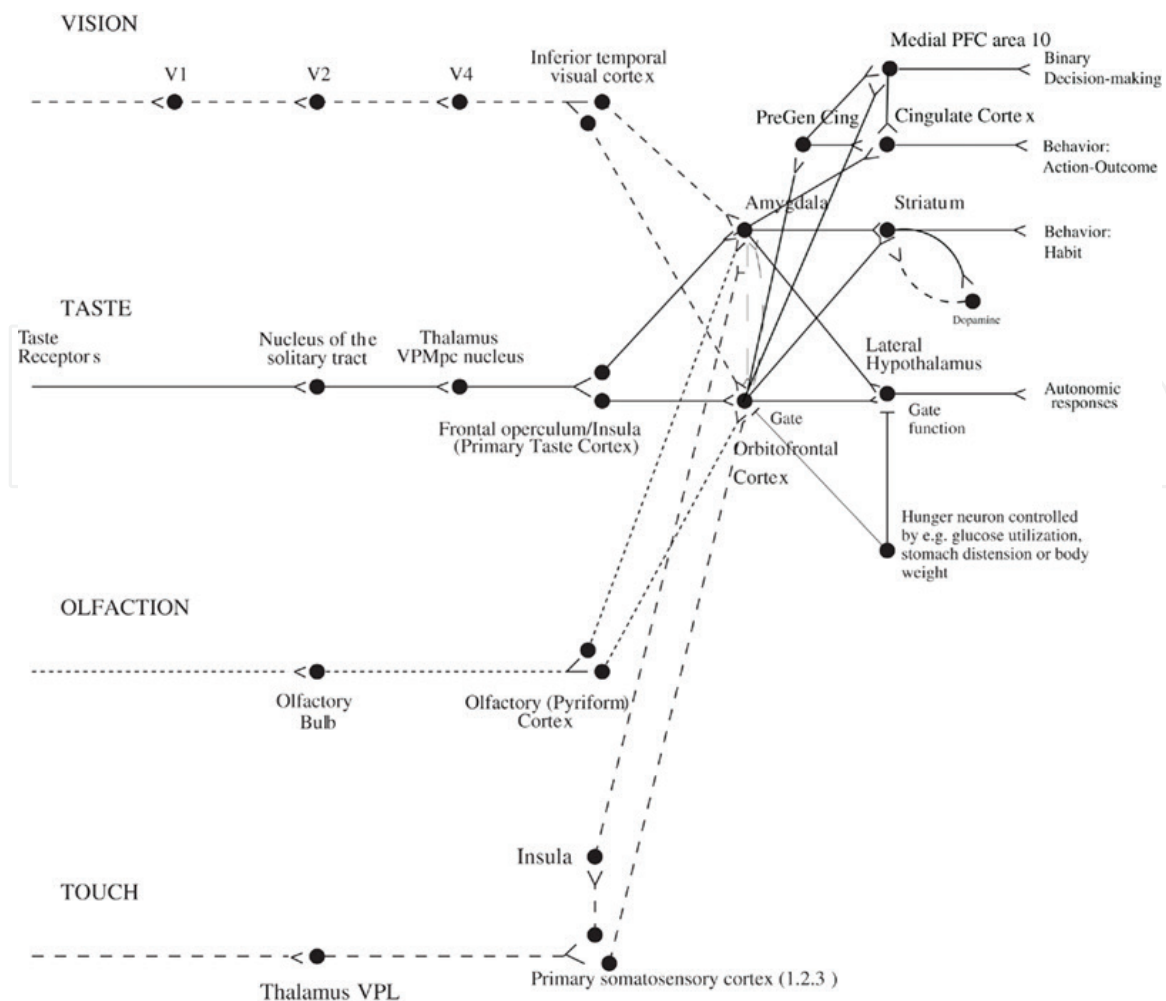 VISION
V1
V2
V4
Inferior temporal
visual cortex
Medial PFC area 10
Binary
Decision-making
PreGen Cing
Cingulate Cortex
Behavior:
Action-Outcome
Amygdala
Striatum
Behavior:
Habit
Dopamine
TASTE
Taste
Receptors
Nucleus of the
solitary tract
Thalamus
VPMpc nucleus
Frontal operculum/Insula
(Primary Taste Cortex)
Gate
Orbitofrontal
Cortex
Lateral
Hypothalamus
Gate
function
Autonomic
responses
Hunger neuron controlled
by e.g. glucose utilization,
stomach distension or body
weight
OLFACTION
Olfactory
Bulb
Olfactory (Pyriform)
Cortex
TOUCH
Insula
Thalamus VPL
Primary somatosensory cortex (1.2.3 )